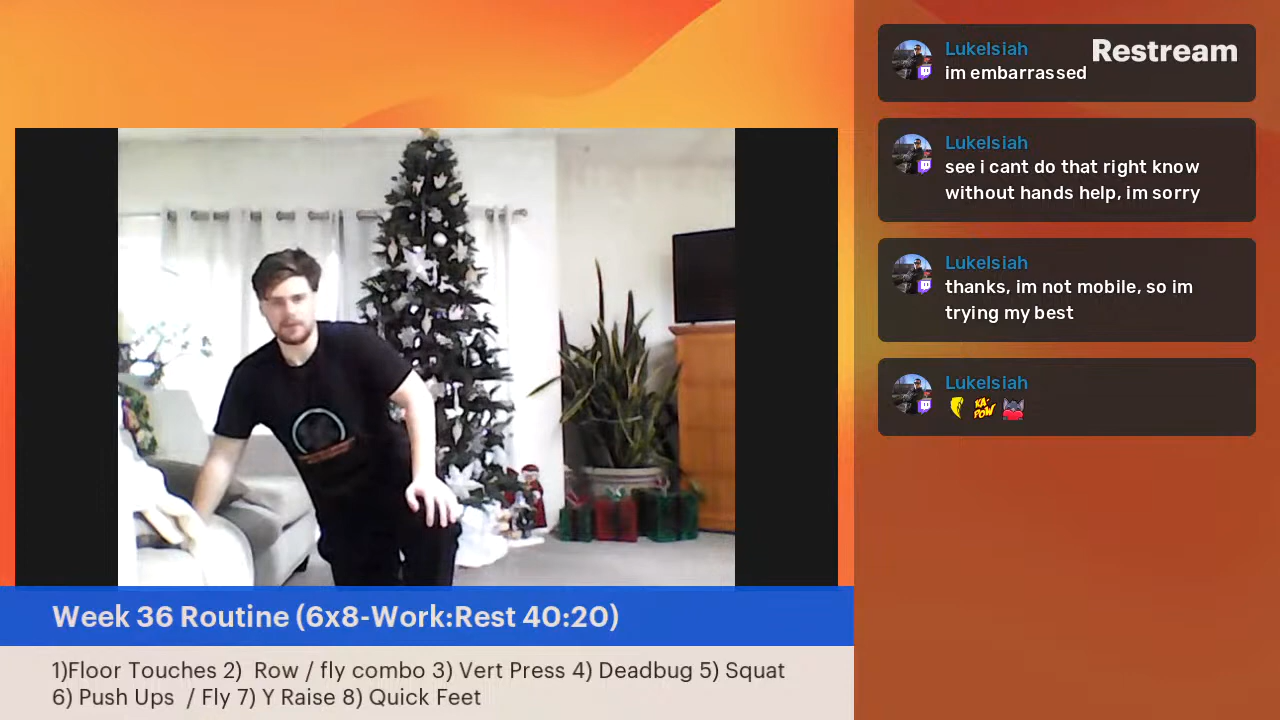 LukeIsiah
im embarrassed
Restream
LukeIsiah
see i cant do that right know
without hands help, im sorry
LukeIsiah
thanks, im not mobile, so im
trying my best
LukeIsiah
KA-
POW
Week 36 Routine (6x8-Work:Rest 40:20)
1)Floor Touches 2)  Row / fly combo 3) Vert Press 4) Deadbug 5) Squat
6) Push Ups  / Fly 7) Y Raise 8) Quick Feet